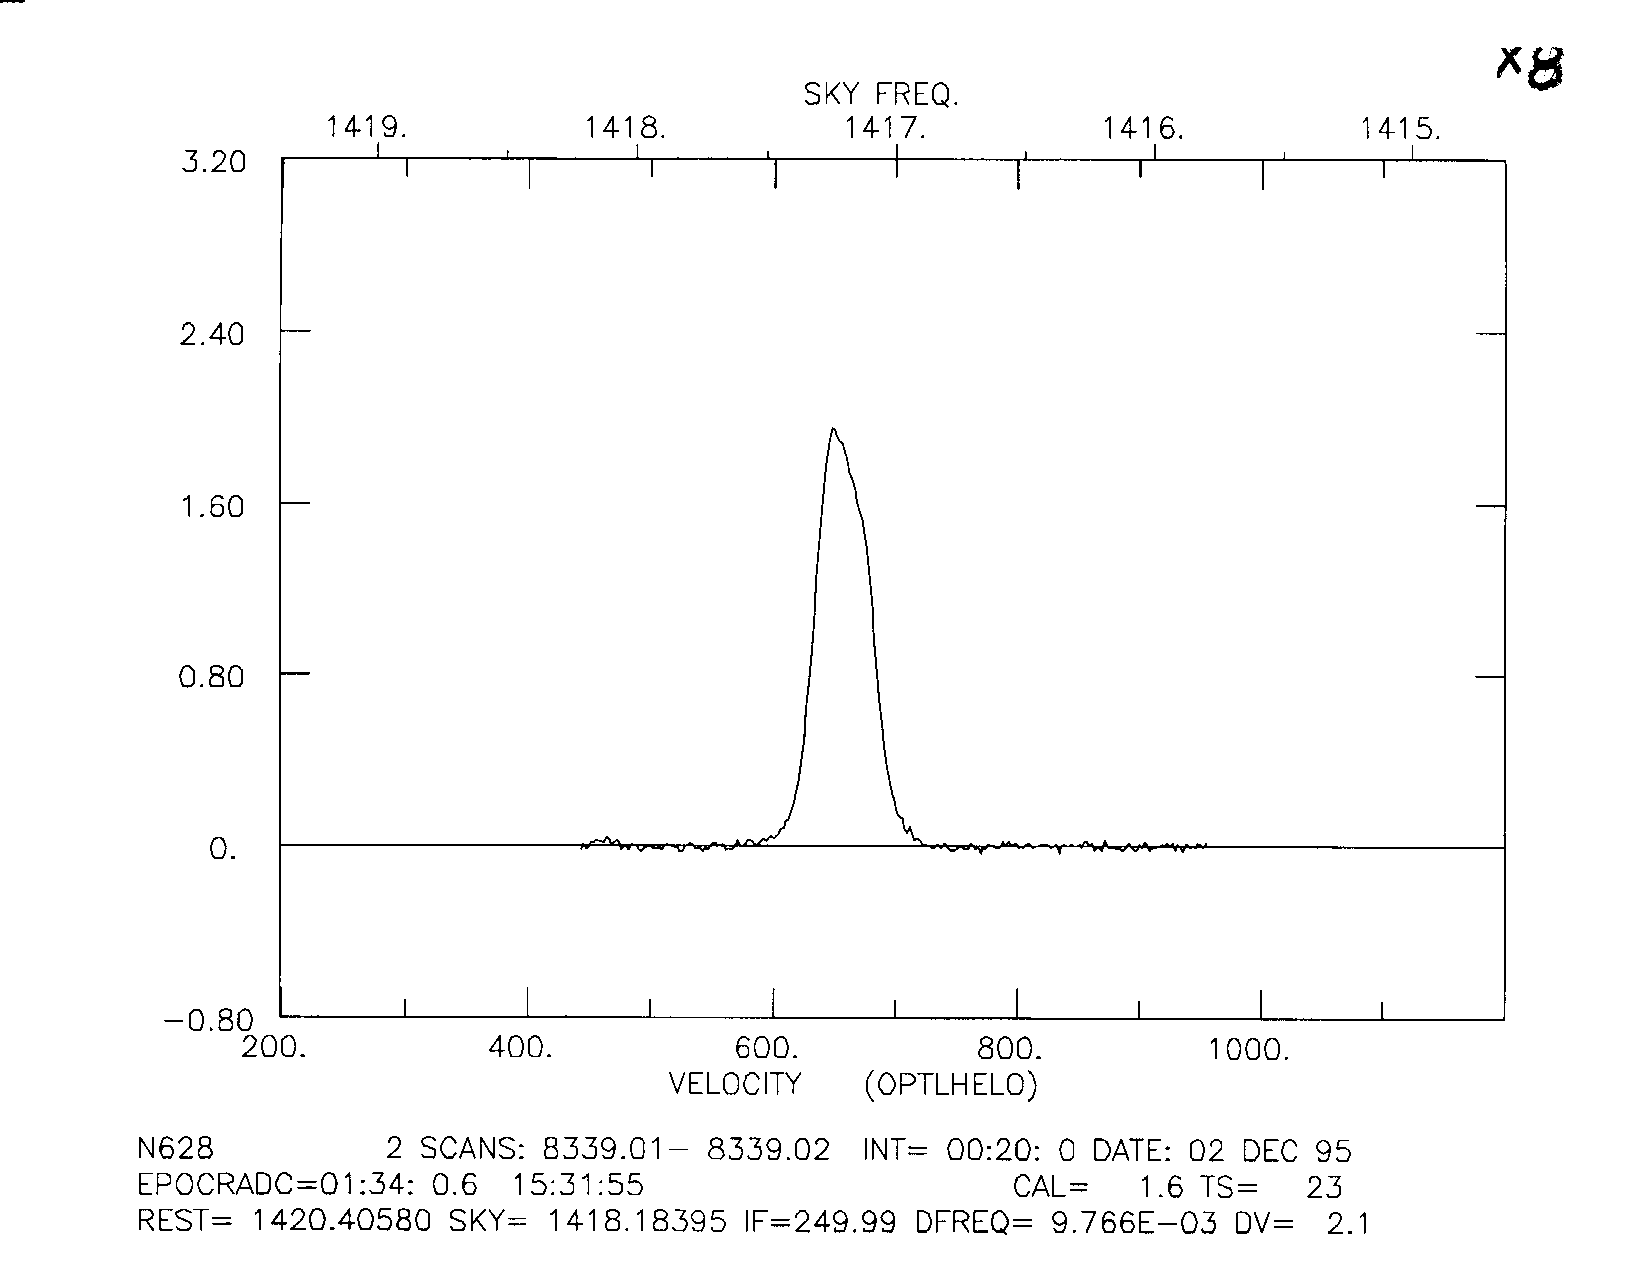 x8
SKY FREQ.
1419. 1418. 1417. 1416. 1415.
3.20
2.40
1.60
0.80
0.
-0.80
200. 400. 600. 800. 1000.
VELOCITY (OPTLHELO)
N628 2 SCANS: 8339.01- 8339.02 INT= 00:20: 0 DATE: 02 DEC 95
EPOCRADC=01:34: 0.6 15:31:55 CAL= 1.6 TS= 23
REST= 1420.40580 SKY= 1418.18395 IF=249.99 DFREQ= 9.766E-03 DV= 2.1